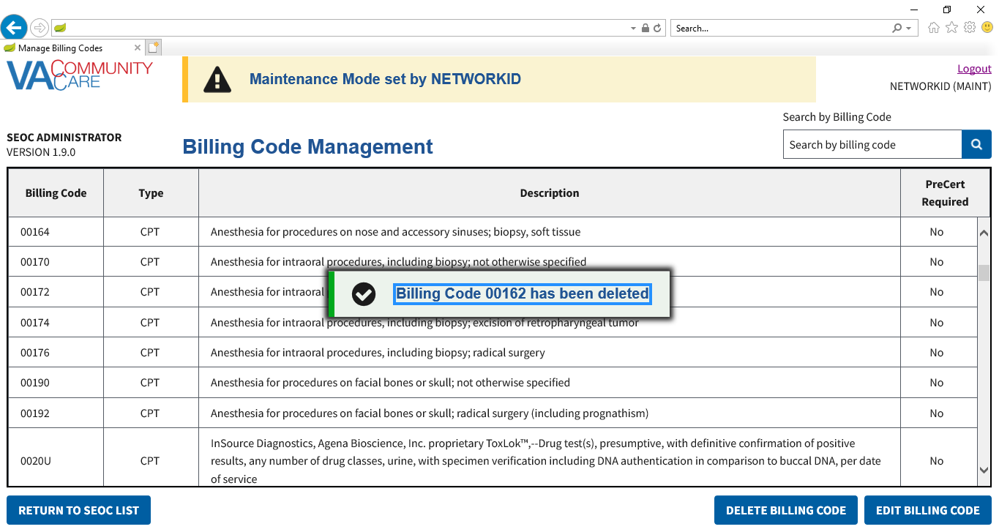 Search...
Manage Billing Codes
VA COMMUNITY CARE
Maintenance Mode set by NETWORKID
Logout
NETWORKID (MAINT)
Search by Billing Code
SEOC ADMINISTRATOR
VERSION 1.9.0
Billing Code Management
Search by billing code
Billing Code Type Description PreCert Required
00164 CPT Anesthesia for procedures on nose and accessory sinuses; biopsy, soft tissue No
00170 CPT Anesthesia for intraoral procedures, including biopsy; not otherwise specified No
00172 CPT Anesthesia for intraoral No
Billing Code 00162 has been deleted
00174 CPT Anesthesia for intraoral procedures, including biopsy; excision of retropharyngeal tumor No
00176 CPT Anesthesia for intraoral procedures, including biopsy; radical surgery No
00190 CPT Anesthesia for procedures on facial bones or skull; not otherwise specified No
00192 CPT Anesthesia for procedures on facial bones or skull; radical surgery (including prognathism) No
InSource Diagnostics, Agena Bioscience, Inc. proprietary ToxLok™,--Drug test(s), presumptive, with definitive confirmation of positive
0020U CPT results, any number of drug classes, urine, with specimen verification including DNA authentication in comparison to buccal DNA, per date No
of service
RETURN TO SEOC LIST
DELETE BILLING CODE
EDIT BILLING CODE